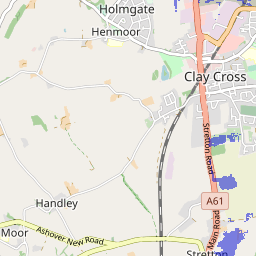 Holmgate
Henmoor
Clay Cross
Stretton Road
A61
Handley
Moor
Ashover New Road
Main Road
Stretton